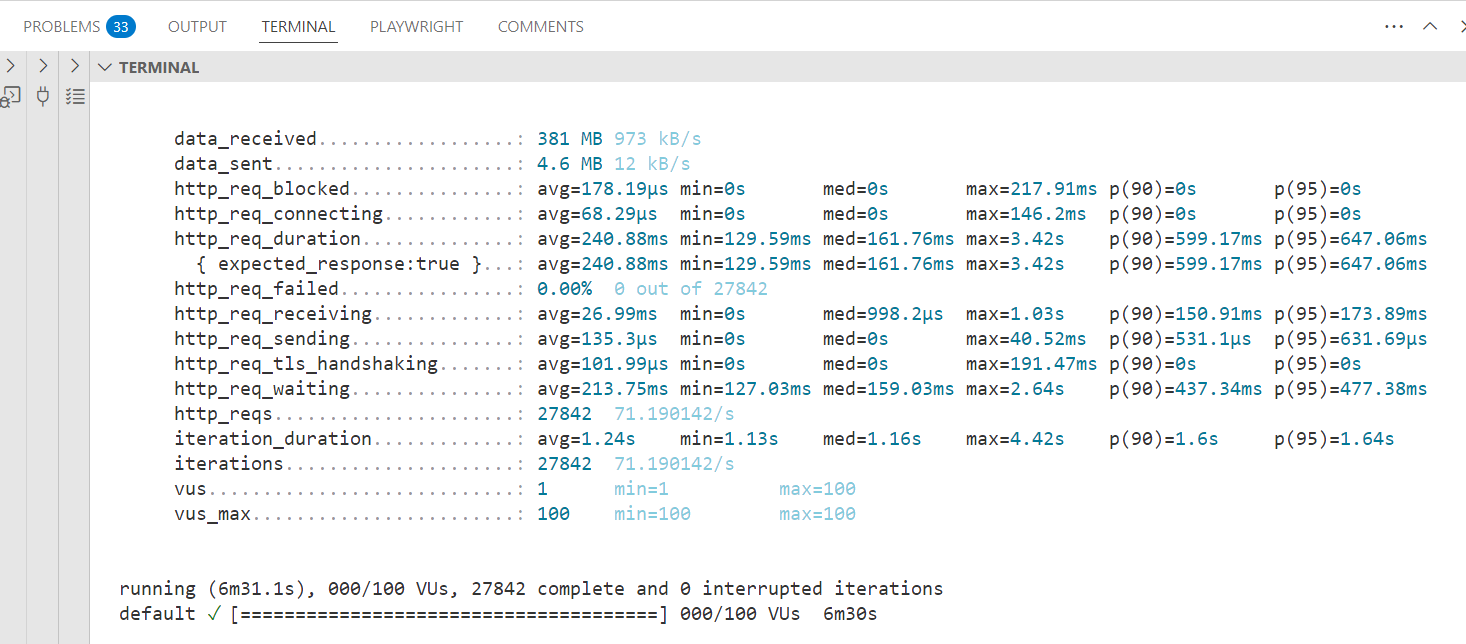 PROBLEMS 33 OUTPUT TERMINAL PLAYWRIGHT COMMENTS
TERMINAL
data_received...................: 381 MB 973 kB/s
data_sent.......................: 4.6 MB 12 kB/s
http_req_blocked................: avg=178.19µs min=0s med=0s max=217.91ms p(90)=0s p(95)=0s
http_req_connecting.............: avg=68.29µs min=0s med=0s max=146.2ms p(90)=0s p(95)=0s
http_req_duration...............: avg=240.88ms min=129.59ms med=161.76ms max=3.42s p(90)=599.17ms p(95)=647.06ms
{ expected_response:true }....: avg=240.88ms min=129.59ms med=161.76ms max=3.42s p(90)=599.17ms p(95)=647.06ms
http_req_failed.................: 0.00% 0 out of 27842
http_req_receiving..............: avg=26.99ms min=0s med=998.2µs max=1.03s p(90)=150.91ms p(95)=173.89ms
http_req_sending................: avg=135.3µs min=0s med=0s max=40.52ms p(90)=531.1µs p(95)=631.69µs
http_req_tls_handshaking........: avg=101.99µs min=0s med=0s max=191.47ms p(90)=0s p(95)=0s
http_req_waiting................: avg=213.75ms min=127.03ms med=159.03ms max=2.64s p(90)=437.34ms p(95)=477.38ms
http_reqs.......................: 27842 71.190142/s
iteration_duration..............: avg=1.24s min=1.13s med=1.16s max=4.42s p(90)=1.6s p(95)=1.64s
iterations......................: 27842 71.190142/s
vus.............................: 1 min=1 max=100
vus_max.........................: 100 min=100 max=100
running (6m31.1s), 000/100 VUs, 27842 complete and 0 interrupted iterations
default ✓ [======================================] 000/100 VUs 6m30s